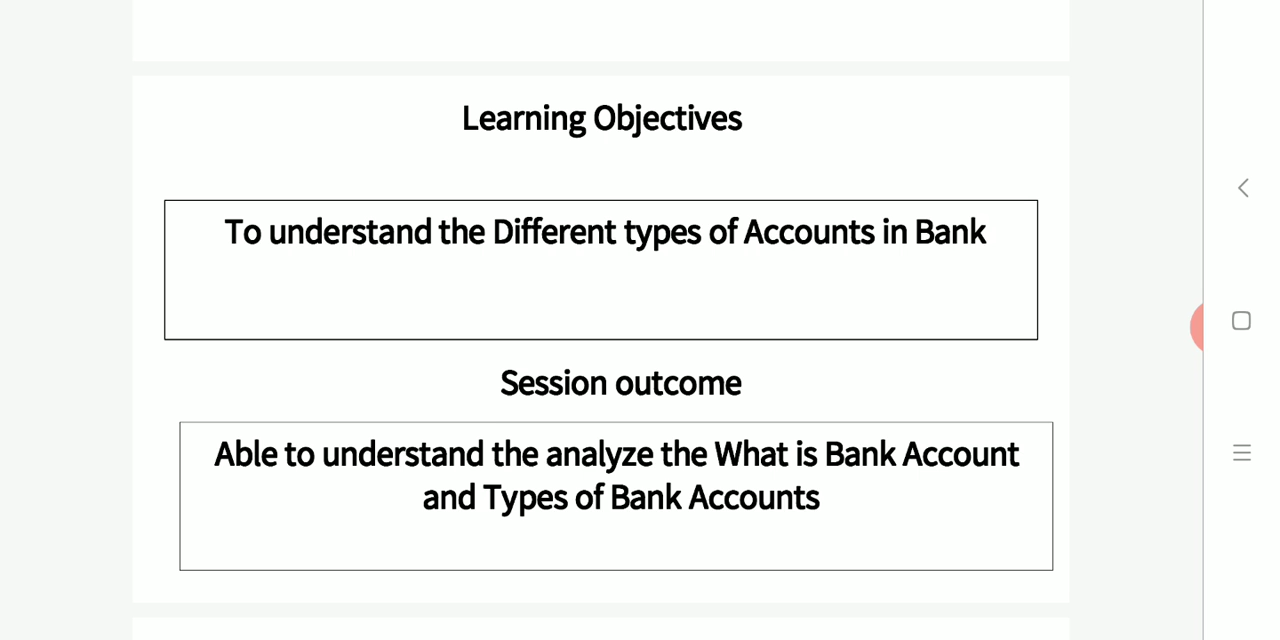 Learning Objectives
To understand the Different types of Accounts in Bank
Session outcome
Able to understand the analyze the What is Bank Account
and Types of Bank Accounts